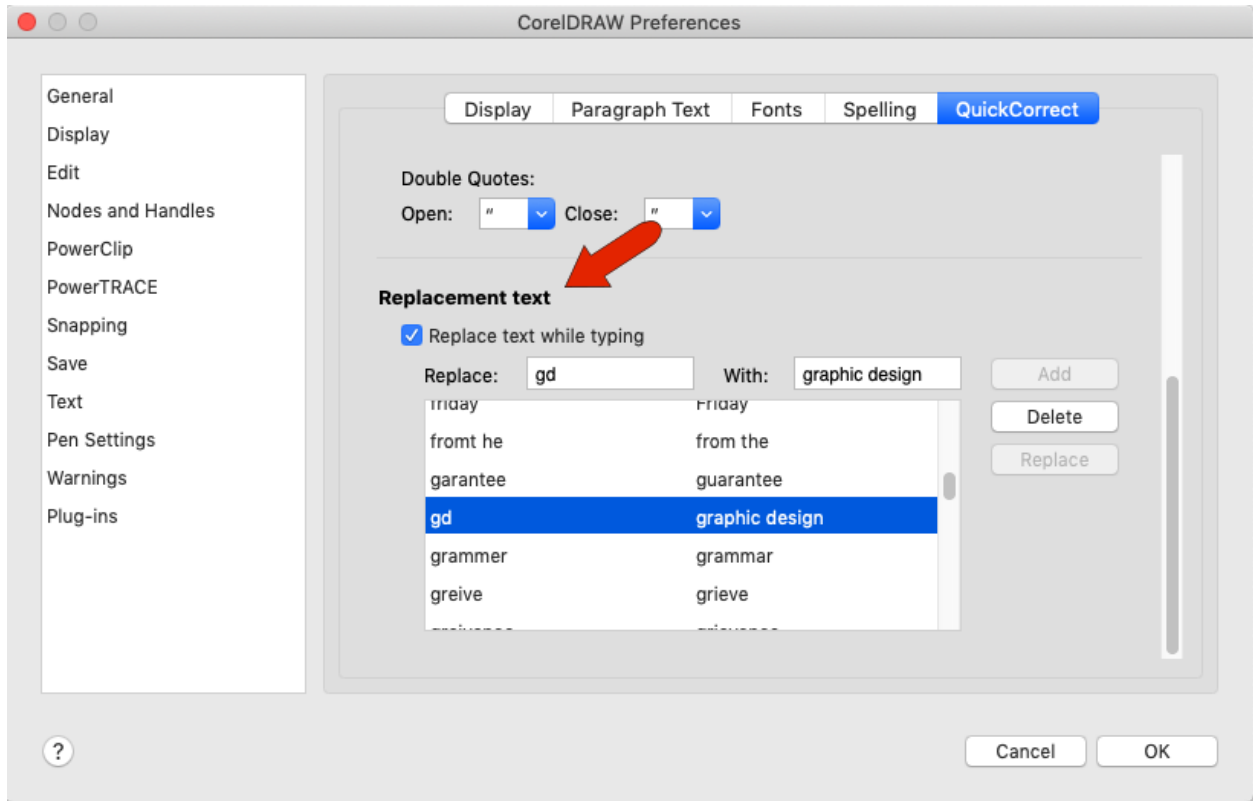 CorelDRAW Preferences
General
Display
Edit
Nodes and Handles
PowerClip
PowerTRACE
Snapping
Save
Text
Pen Settings
Warnings
Plug-ins
Display Paragraph Text Fonts Spelling QuickCorrect
Double Quotes:
Open: " Close: "
Replacement text
Replace text while typing
Replace: gd With: graphic design Add
friday Friday
Delete
fromt he from the
Replace
garantee guarantee
gd graphic design
grammer grammar
greive grieve
? Cancel OK